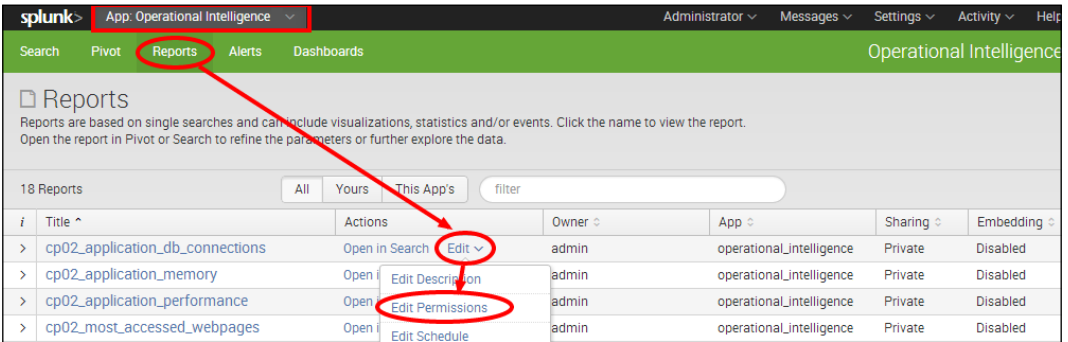 splunk> App: Operational Intelligence Administrator Messages Settings Activity Help
Search Pivot Reports Alerts Dashboards Operational Intelligence
Reports
Reports are based on single searches and can include visualizations, statistics and/or events. Click the name to view the report.
Open the report in Pivot or Search to refine the parameters or further explore the data.
18 Reports All Yours This App's filter
i Title Actions Owner App Sharing Embedding
> cp02_application_db_connections Open in Search Edit admin operational_intelligence Private Disabled
> cp02_application_memory Open i Edit Description admin operational_intelligence Private Disabled
> cp02_application_performance Open i Edit Permissions admin operational_intelligence Private Disabled
> cp02_most_accessed_webpages Open i Edit Schedule admin operational_intelligence Private Disabled